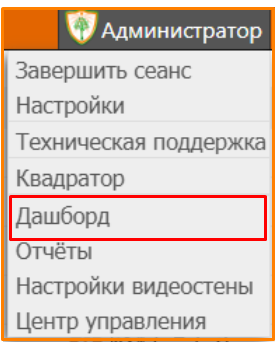 Администратор
Завершить сеанс
Настройки
Техническая поддержка
Квадратор
Дашборд
Отчёты
Настройки видеостены
Центр управления